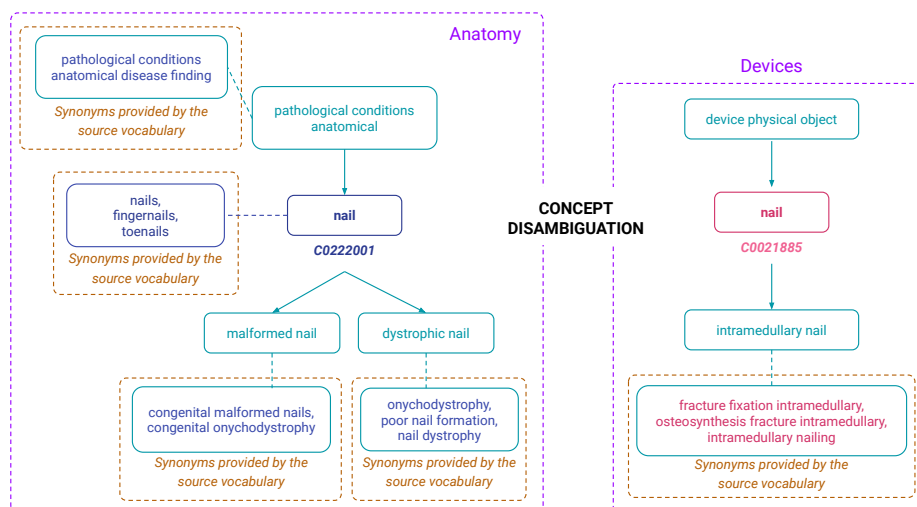 Anatomy
pathological conditions
anatomical disease finding
Synonyms provided by the
source vocabulary
pathological conditions
anatomical
nails,
fingernails,
toenails
Synonyms provided by the
source vocabulary
nail
C0222001
malformed nail
dystrophic nail
congenital malformed nails,
congenital onychodystrophy
Synonyms provided by the
source vocabulary
onychodystrophy,
poor nail formation,
nail dystrophy
Synonyms provided by the
source vocabulary
CONCEPT
DISAMBIGUATION
Devices
device physical object
nail
C0021885
intramedullary nail
fracture fixation intramedullary,
osteosynthesis fracture intramedullary,
intramedullary nailing
Synonyms provided by the
source vocabulary